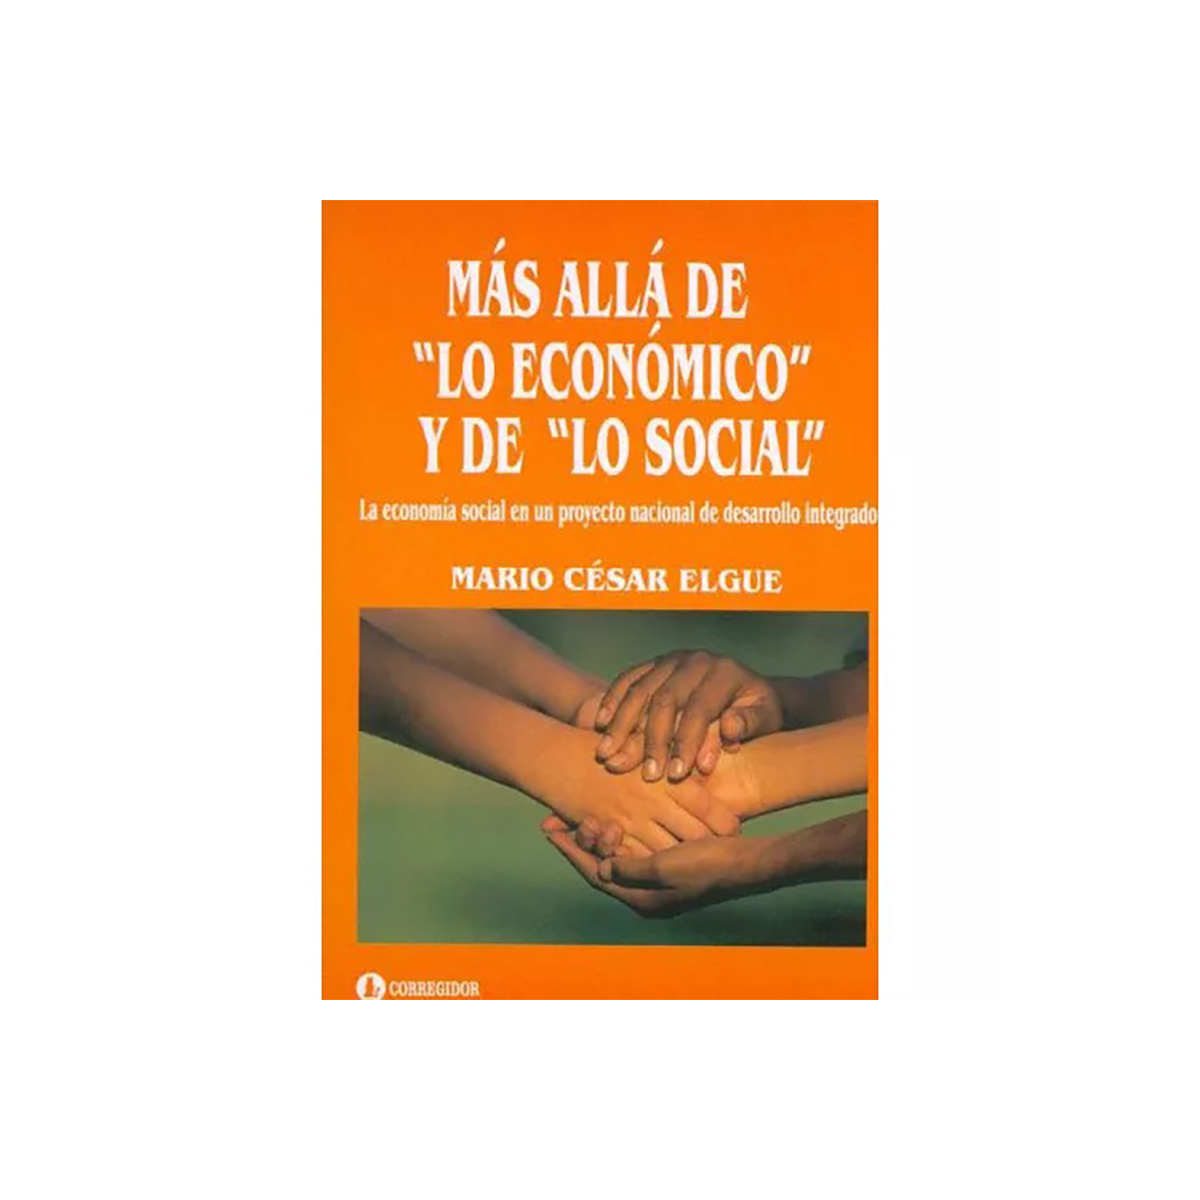 MÁS ALLÁ DE
“LO ECONÓMICO”
Y DE “LO SOCIAL”
La economía social en un proyecto nacional de desarrollo integrado
MARIO CÉSAR ELGUE
CORREGIDOR